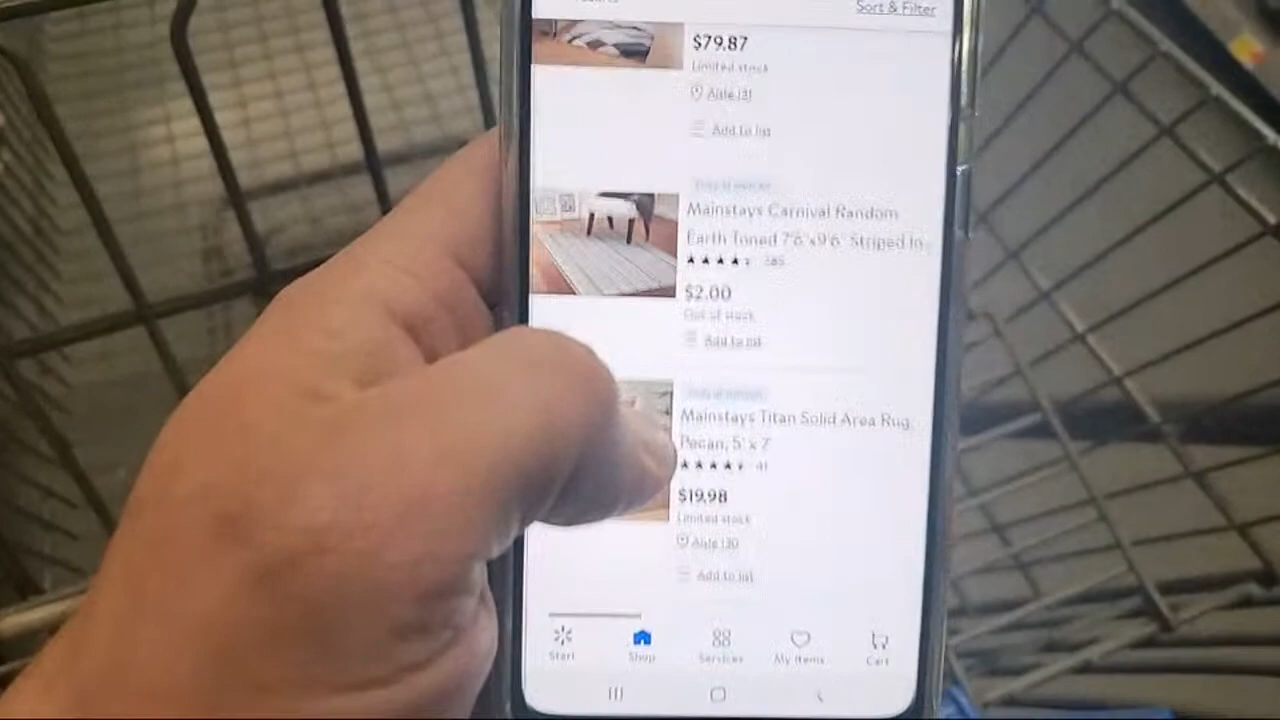 Sort & Filter
$79.87
Limited stock
Add to list
Mainstays Carnival Random
Earth Toned 7'6"x9'6" Striped In...
$2.00
Out of stock
Add to list
Mainstays Titan Solid Area Rug,
Pecan, 5' x 7'
41
$19.98
Limited stock
Add to list
Start
Shop
Services
My Items
Cart